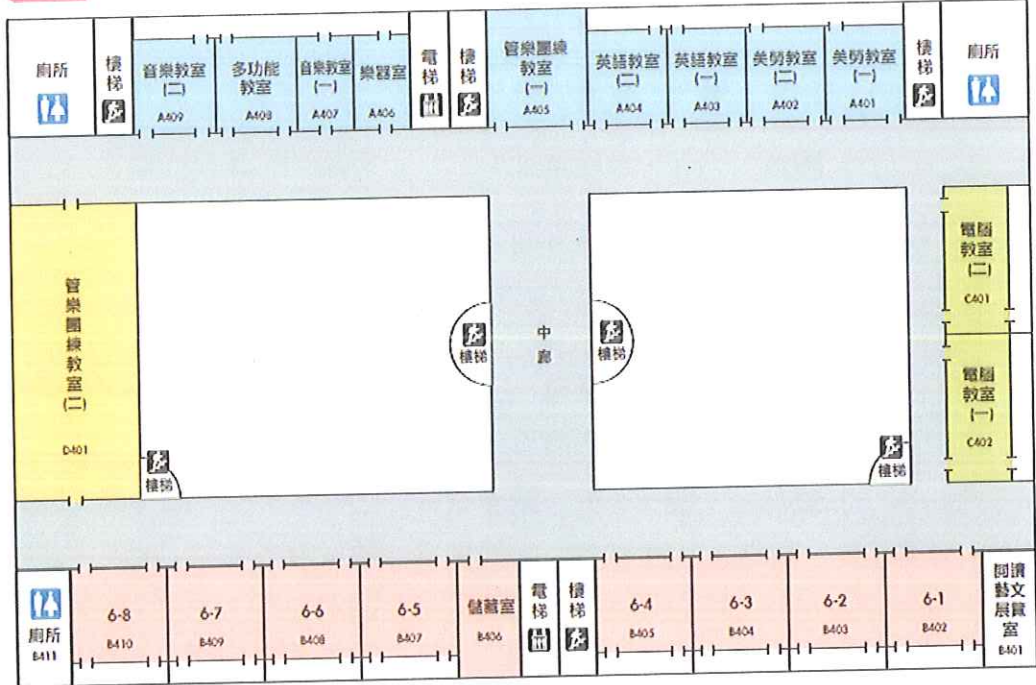 廁所
樓梯
音樂教室
(二)
A409
多功能
教室
A408
音樂教室
(一)
A407
樂器室
A406
電梯
樓梯
管樂團練
教室
(一)
A405
英語教室
(二)
A404
英語教室
(一)
A403
美勞教室
(二)
A402
美勞教室
(一)
A401
樓梯
廁所
管樂團練教室(二)
D401
樓梯
樓梯
中廊
樓梯
樓梯
電腦
教室
(二)
C401
電腦
教室
(一)
C402
廁所
B411
6-8
B410
6-7
B409
6-6
B408
6-5
B407
儲藏室
B406
電梯
樓梯
6-4
B405
6-3
B404
6-2
B403
6-1
B402
藝文
展覽
室
B401